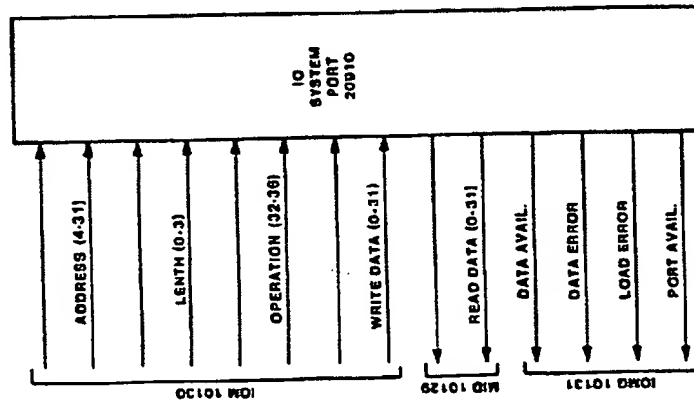 IO
SYSTEM
PORT
20910
ADDRESS (4-31)
LENTH (0-3)
OPERATION (32-36)
WRITE DATA (0-31)
READ DATA (0-31]
DATA AVAIL.
DATA ERROR
LOAD ERROR
PORT AVAIL.
IOM 10130
MIO 10129
IOMC 10131